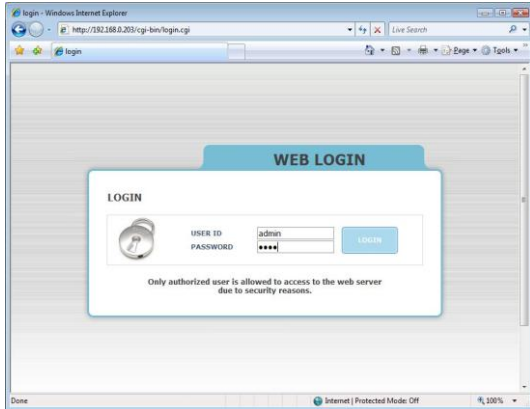 login - Windows Internet Explorer
http://192.168.0.203/cgi-bin/login.cgi
Live Search
login
Page
Tools
WEB LOGIN
LOGIN
USER ID
admin
LOGIN
PASSWORD
••••
Only authorized user is allowed to access to the web server
due to security reasons.
Done
Internet | Protected Mode: Off
100%